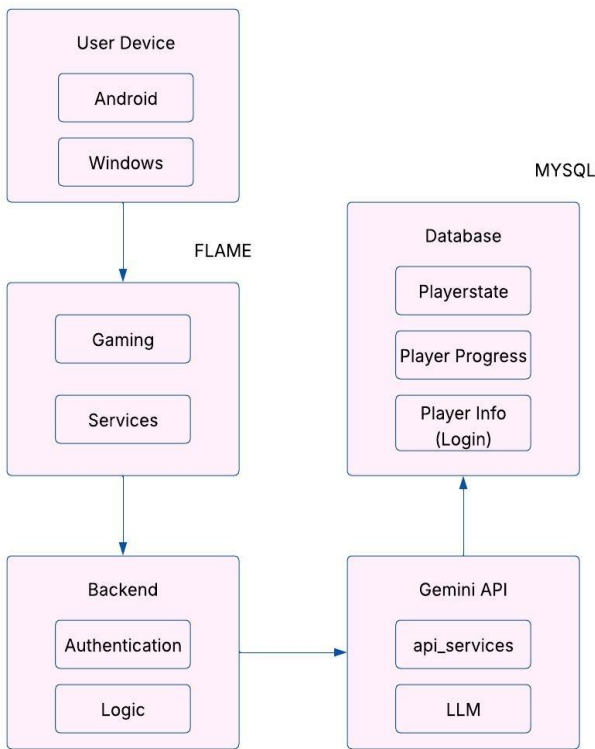 User Device
Android
Windows
FLAME
Gaming
Services
Backend
Authentication
Logic
MYSQL
Database
Playerstate
Player Progress
Player Info
(Login)
Gemini API
api_services
LLM